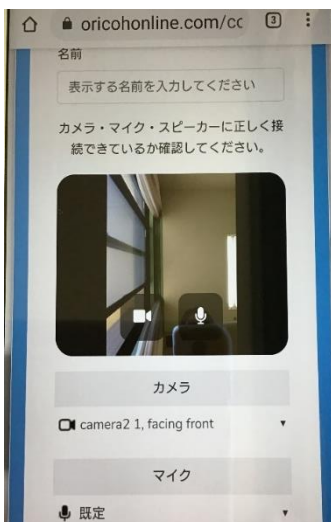 oricohonline.com/cc
3
名前
表示する名前を入力してください
カメラ・マイク・スピーカーに正しく接
続できているか確認してください。
カメラ
camera2 1, facing front
マイク
既定